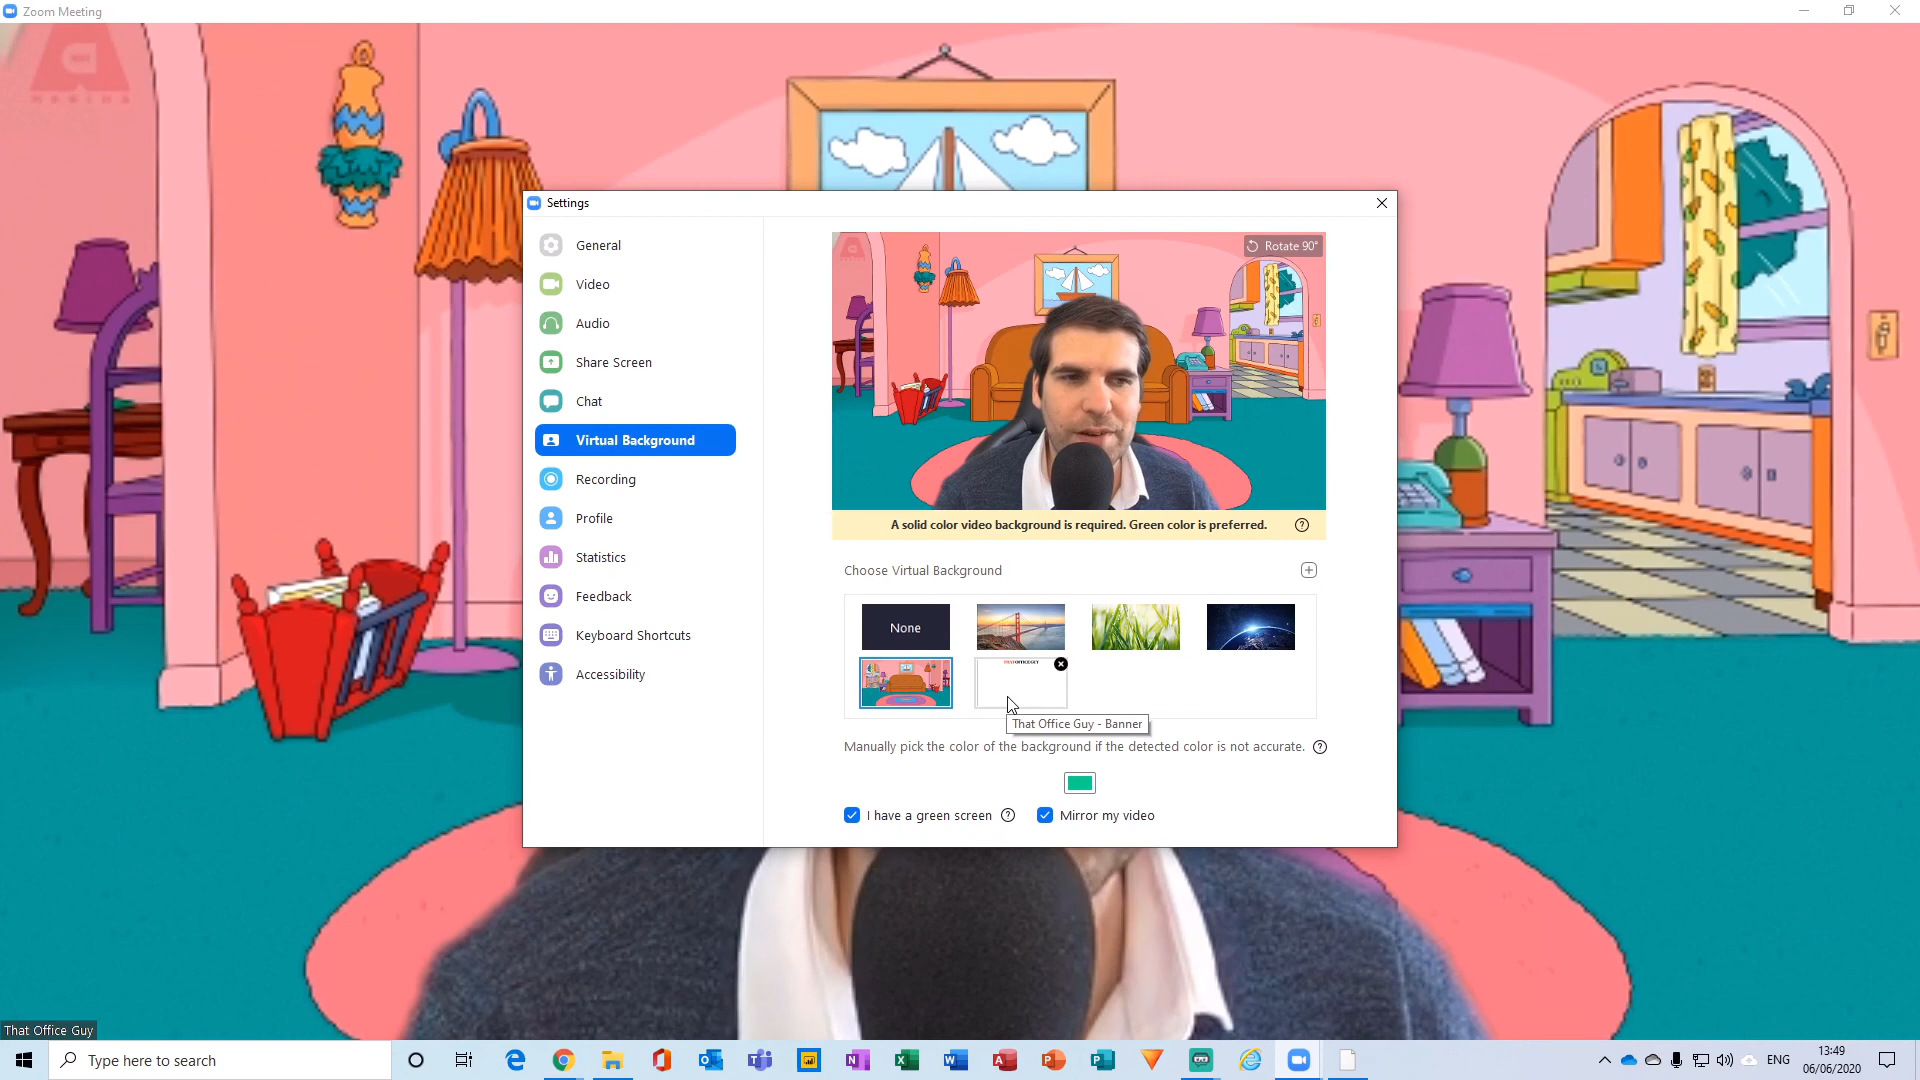 Zoom Meeting
Settings
General
Video
Audio
Share Screen
Chat
Virtual Background
Recording
Profile
Statistics
Feedback
Keyboard Shortcuts
Accessibility
Rotate 90°
A solid color video background is required. Green color is preferred.
Choose Virtual Background
None
THAT OFFICE GUY
That Office Guy - Banner
Manually pick the color of the background if the detected color is not accurate.
I have a green screen
Mirror my video
That Office Guy
Type here to search
ENG
13:49
06/06/2020